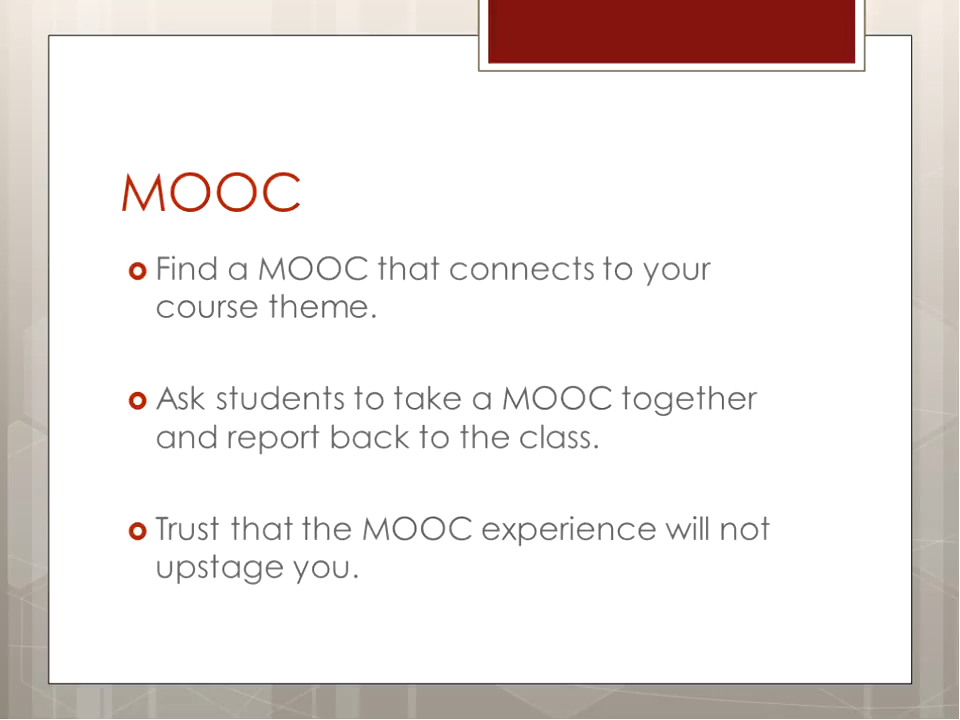 MOOC
Find a MOOC that connects to your
course theme.
Ask students to take a MOOC together
and report back to the class.
Trust that the MOOC experience will not
upstage you.